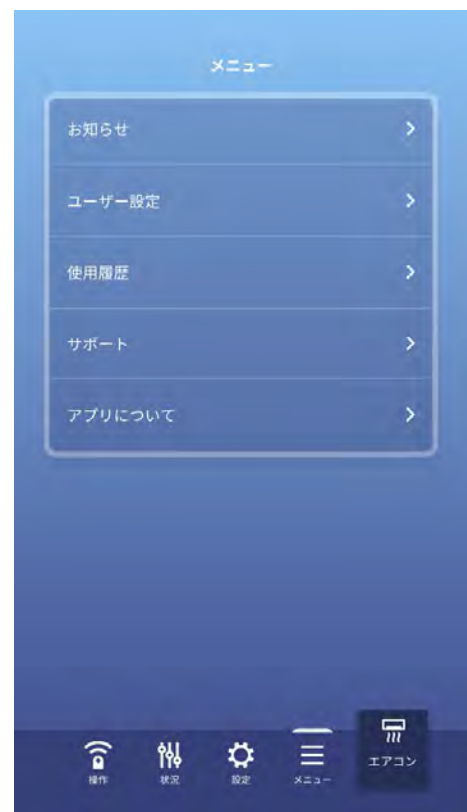 メニュー
お知らせ
ユーザー設定
使用履歴
サポート
アプリについて
操作
状況
設定
メニュー
エアコン